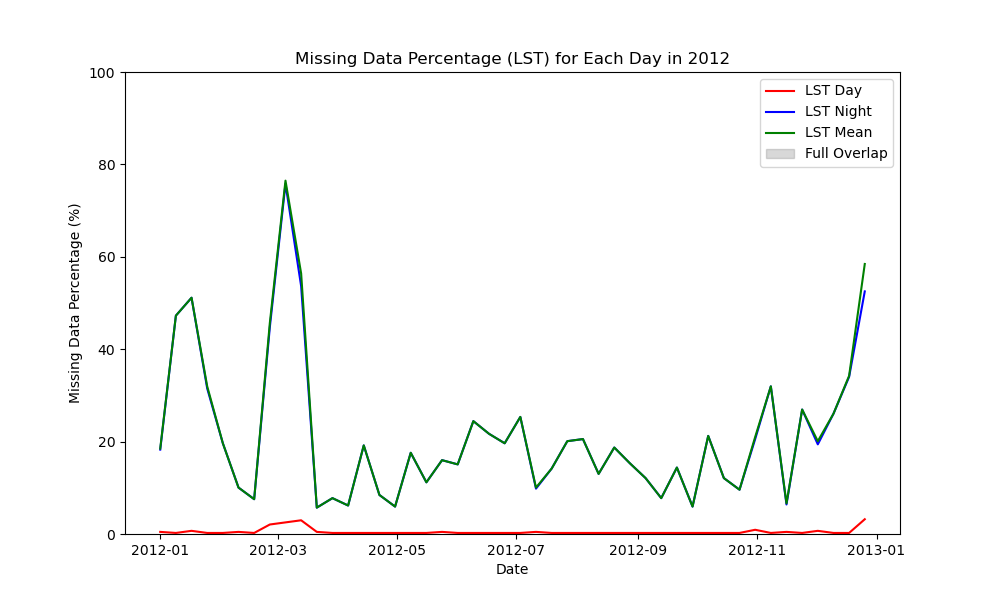 Missing Data Percentage (LST) for Each Day in 2012
100
80
60
40
20
0
Missing Data Percentage (%)
LST Day
LST Night
LST Mean
Full Overlap
2012-01
2012-03
2012-05
2012-07
2012-09
2012-11
2013-01
Date